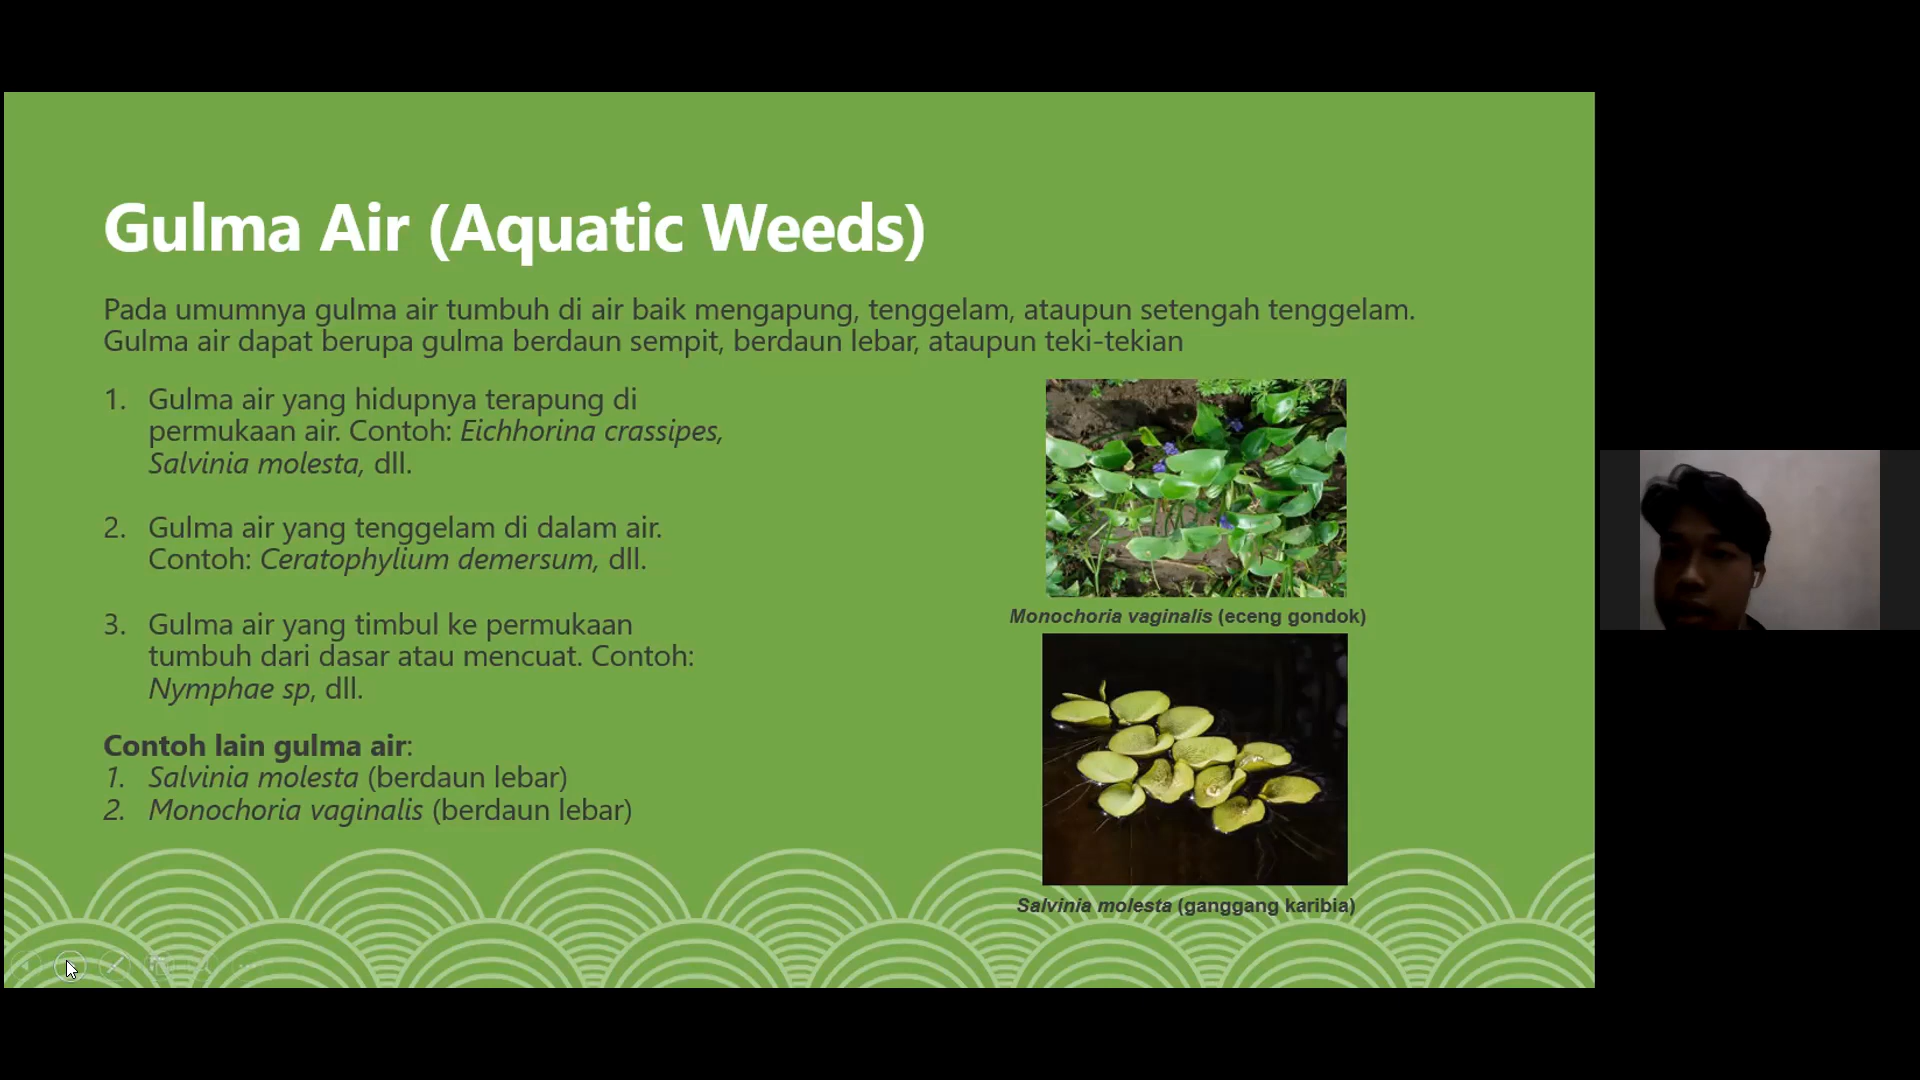 Gulma Air (Aquatic Weeds)
Pada umumnya gulma air tumbuh di air baik mengapung, tenggelam, ataupun setengah tenggelam.
Gulma air dapat berupa gulma berdaun sempit, berdaun lebar, ataupun teki-tekian
1. Gulma air yang hidupnya terapung di
permukaan air. Contoh: Eichhorina crassipes,
Salvinia molesta, dll.
2. Gulma air yang tenggelam di dalam air.
Contoh: Ceratophylium demersum, dll.
3. Gulma air yang timbul ke permukaan
tumbuh dari dasar atau mencuat. Contoh:
Nymphae sp, dll.
Contoh lain gulma air:
1. Salvinia molesta (berdaun lebar)
2. Monochoria vaginalis (berdaun lebar)
Monochoria vaginalis (eceng gondok)
Salvinia molesta (ganggang karibia)